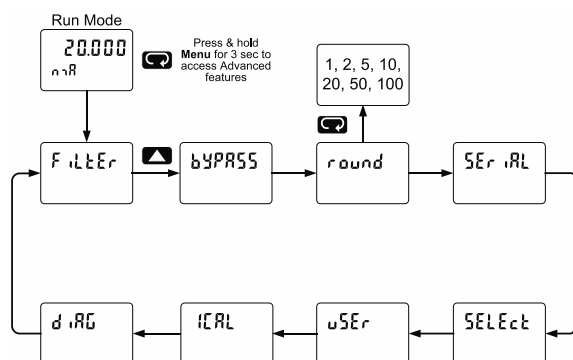 Run Mode
20.000
mA
Press & hold
Menu for 3 sec to
access Advanced
features
1, 2, 5, 10,
20, 50, 100
FiLtEr
bYPASS
round
SEriAL
diAG
ICAL
uSEr
SELEct